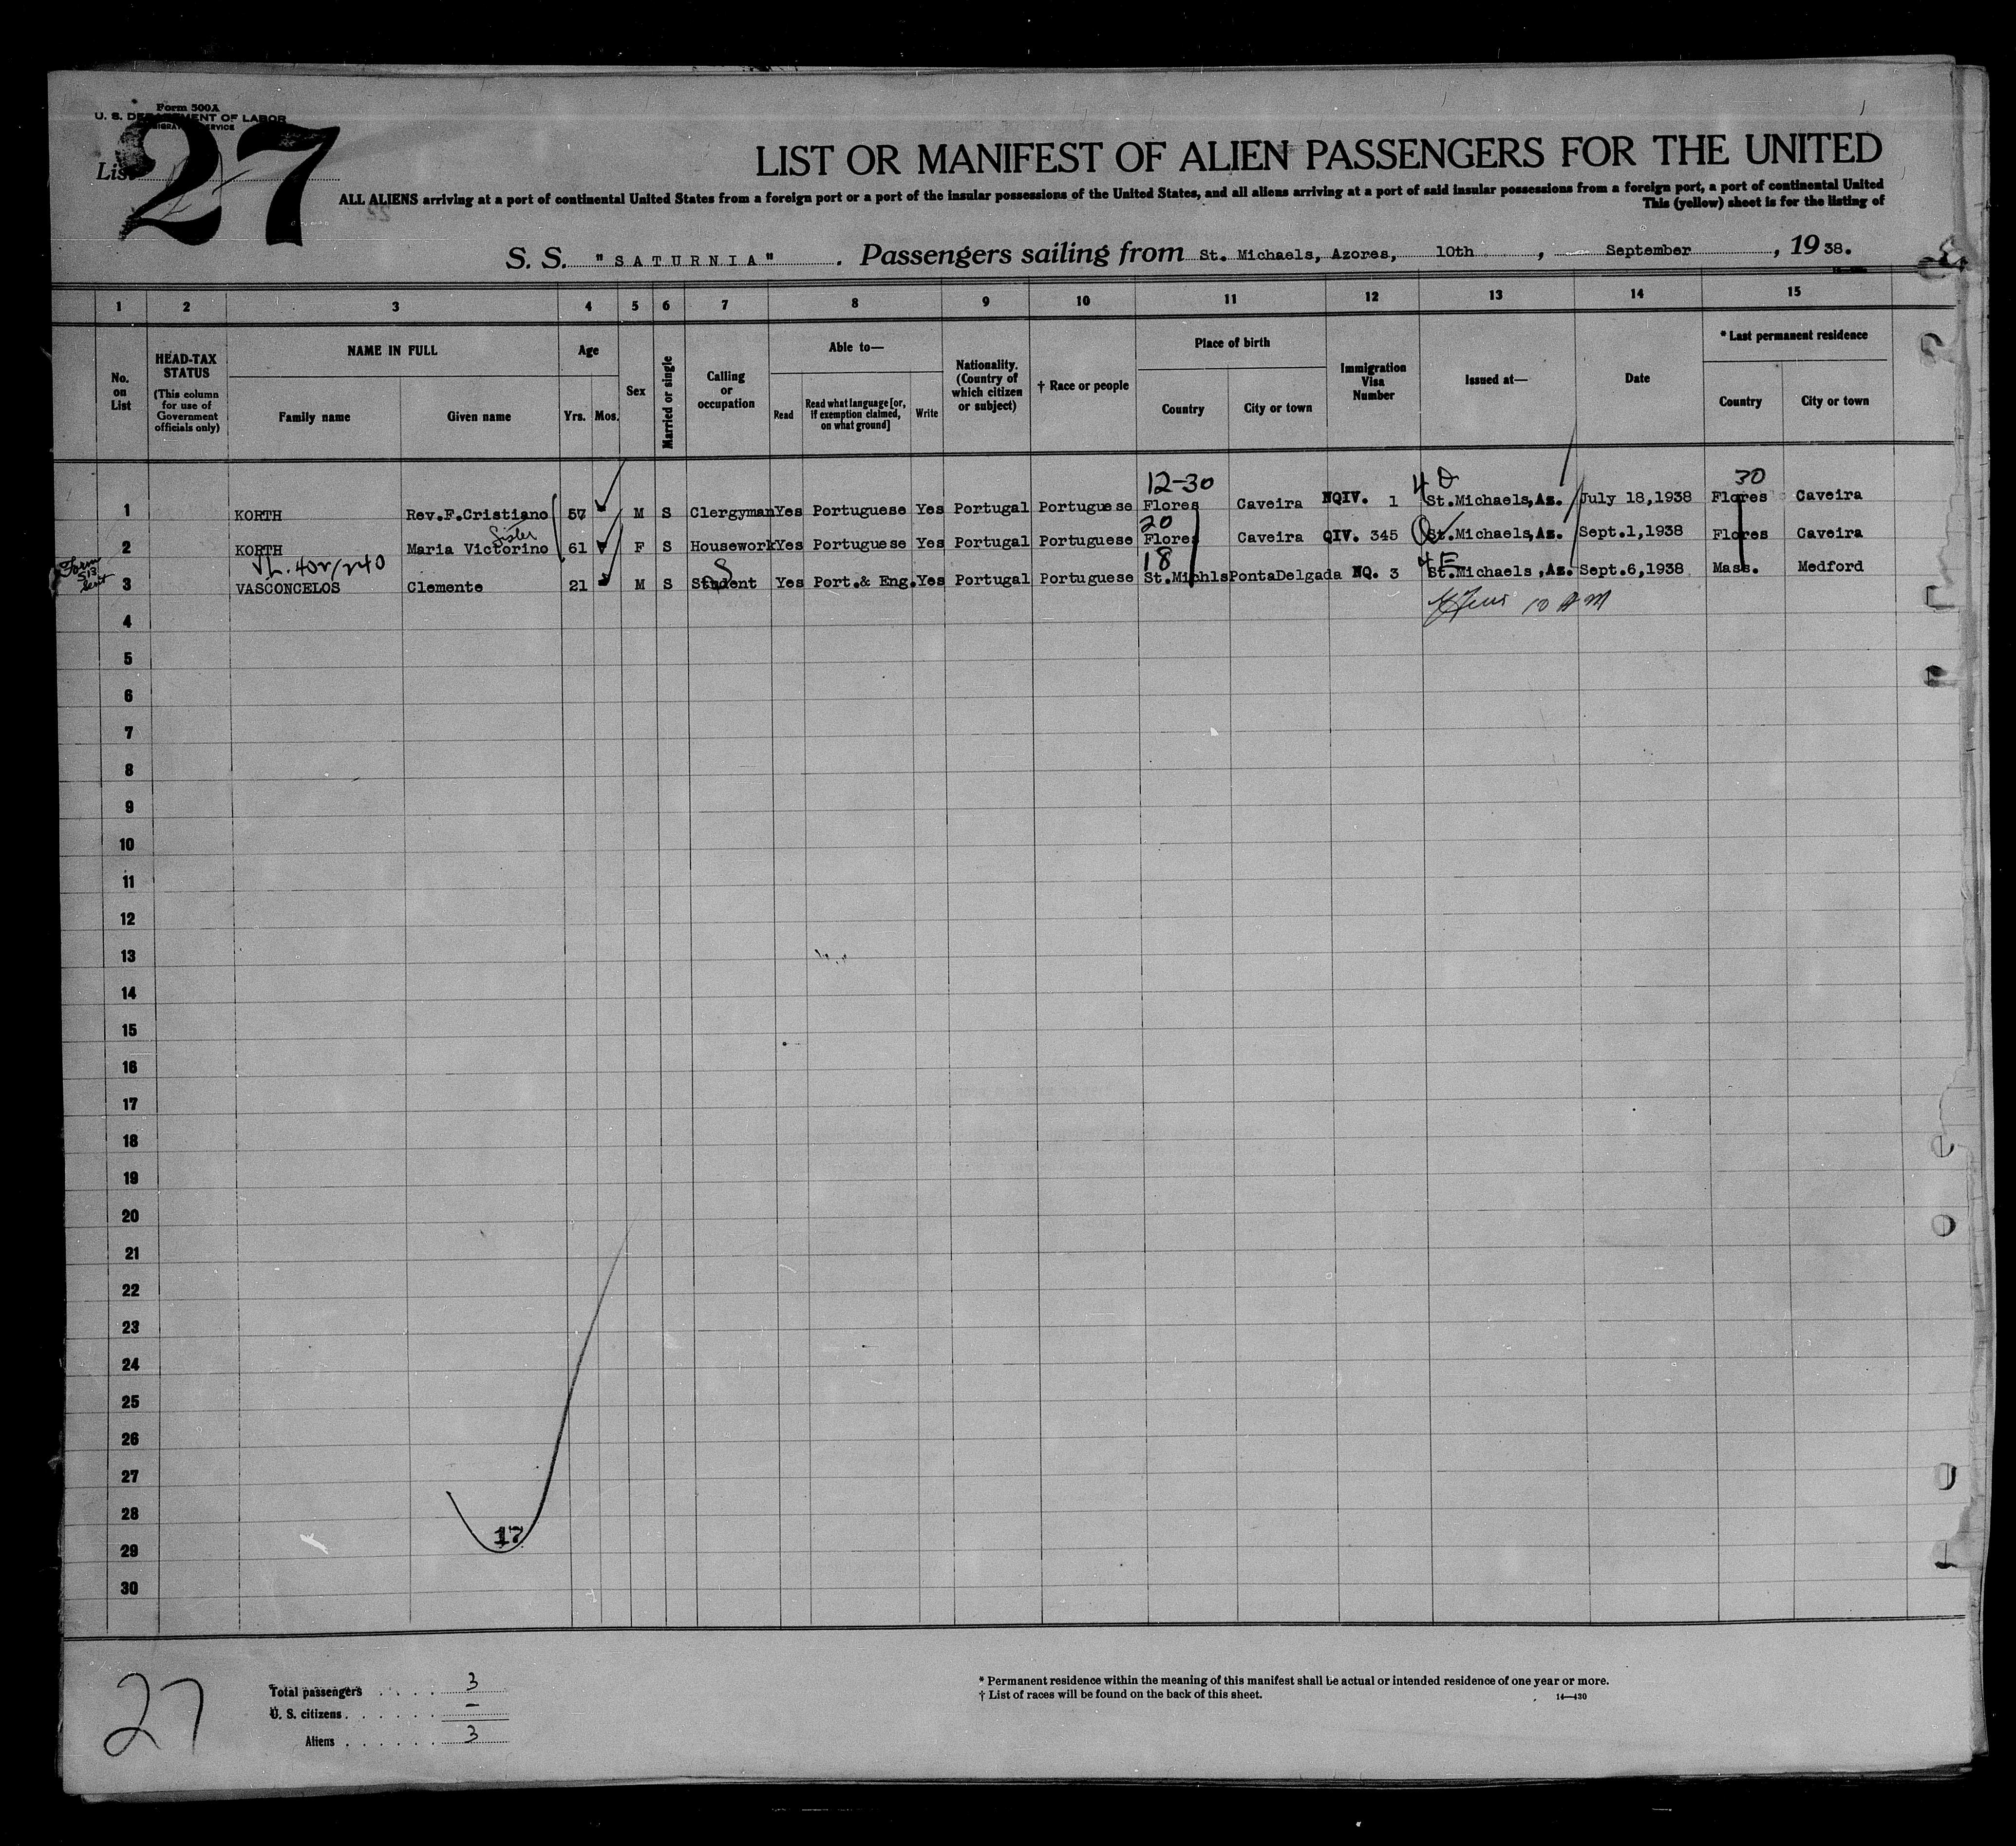 Form 500A
U. S. DEPARTMENT OF LABOR
IMMIGRATION SERVICE
List
27
LIST OR MANIFEST OF ALIEN PASSENGERS FOR THE UNITED
ALL ALIENS arriving at a port of continental United States from a foreign port or a port of the insular possessions of the United States, and all aliens arriving at a port of said insular possessions from a foreign port, a port of continental United
This (yellow) sheet is for the listing of
S. S. "SATURNIA". Passengers sailing from St. Michaels, Azores, 10th, September, 1938.
1 2 3 4 5 6 7 8 9 10 11 12 13 14 15
No. on List
HEAD-TAX STATUS
(This column for use of Government officials only)
NAME IN FULL
Family name Given name
Age
Yrs. Mos.
Sex
Married or single
Calling or occupation
Able to—
Read Read what language [or, if exemption claimed, on what ground] Write
Nationality. (Country of which citizen or subject)
† Race or people
Place of birth
Country City or town
Immigration Visa Number
Issued at—
Date
* Last permanent residence
Country City or town
12-30 4 D 30
1 KORTH Rev.F.Cristiano 57 M S Clergyman Yes Portuguese Yes Portugal Portuguese Flores Caveira NQIV. 1 St.Michaels,Az. July 18,1938 Flores Caveira
Sister 20
2 KORTH Maria Victorino 61 F S Housework Yes Portuguese Yes Portugal Portuguese Flores Caveira QIV. 345 St.Michaels,Az. Sept.1,1938 Flores Caveira
Form 513 Sent 18 4 E
3 VASCONCELOS Clemente 21 M S Student Yes Port.& Eng. Yes Portugal Portuguese St.Michls PontaDelgada NQ. 3 St.Michaels,Az. Sept.6,1938 Mass. Medford
10 AM
4
5
6
7
8
9
10
11
12
13
14
15
16
17
18
19
20
21
22
23
24
25
26
27
28
17
29
30
27
Total passengers . . . . 3
U. S. citizens . . . . . . –
Aliens . . . . . . 3
* Permanent residence within the meaning of this manifest shall be actual or intended residence of one year or more.
† List of races will be found on the back of this sheet.
14—430